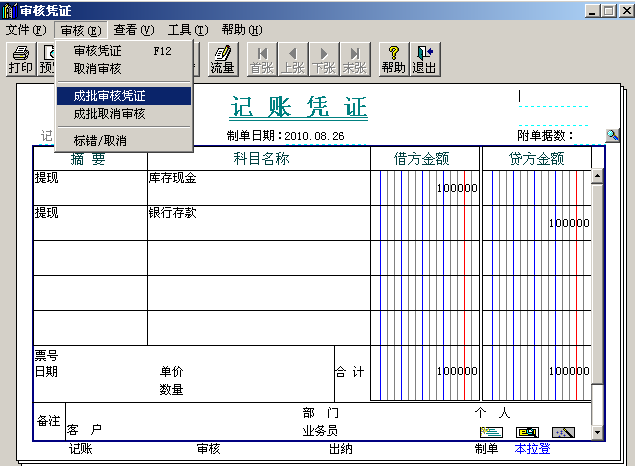 审核凭证
文件(F) 审核(E) 查看(V) 工具(T) 帮助(H)
审核凭证 F12
取消审核
成批审核凭证
成批取消审核
标错/取消
打印 预 流量 首张 上张 下张 末张 帮助 退出
记账凭证
记 制单日期：2010.08.26 附单据数：
摘要 科目名称 借方金额 贷方金额
提现 库存现金 100000
提现 银行存款 100000
票号
日期 单价 合计 100000 100000
数量
备注 部门 个人
客户 业务员
记账 审核 出纳 制单 本拉登